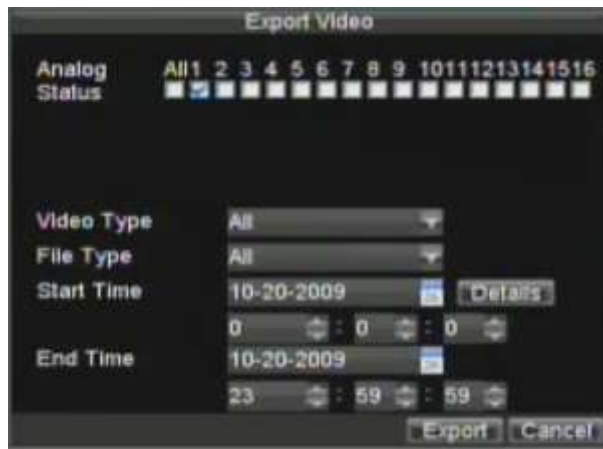 Export Video
Analog All 1 2 3 4 5 6 7 8 9 10 11 12 13 14 15 16
Status
Video Type All
File Type All
Start Time 10-20-2009 Details
0 : 0 : 0
End Time 10-20-2009
23 : 59 : 59
Export Cancel